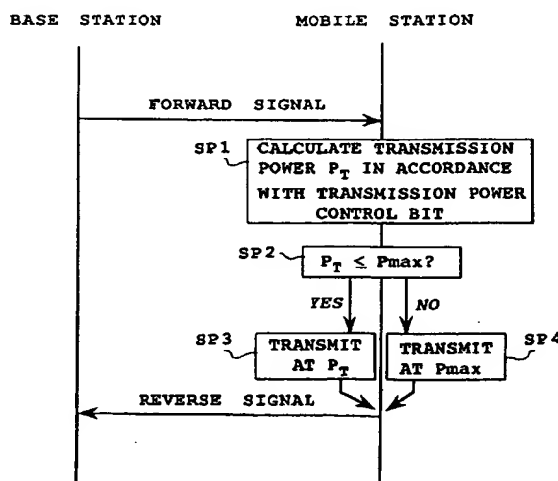 BASE STATION MOBILE STATION
FORWARD SIGNAL
SP1
CALCULATE TRANSMISSION
POWER PT IN ACCORDANCE
WITH TRANSMISSION POWER
CONTROL BIT
SP2
PT ≤ Pmax?
YES NO
SP3
TRANSMIT
AT PT
TRANSMIT
AT Pmax
SP4
REVERSE SIGNAL